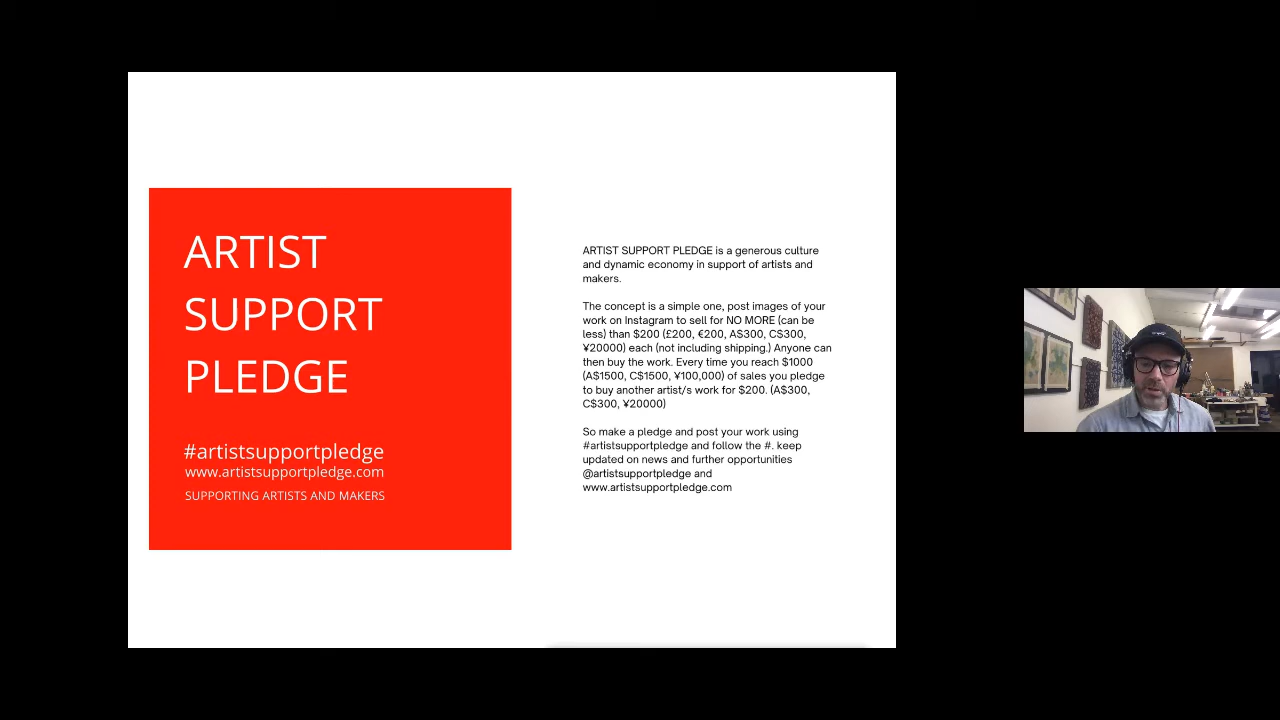 ARTIST
SUPPORT
PLEDGE
#artistsupportpledge
www.artistsupportpledge.com
SUPPORTING ARTISTS AND MAKERS
ARTIST SUPPORT PLEDGE is a generous culture
and dynamic economy in support of artists and
makers.
The concept is a simple one, post images of your
work on Instagram to sell for NO MORE (can be
less) than $200 (£200, €200, A$300, C$300,
¥20000) each (not including shipping.) Anyone can
then buy the work. Every time you reach $1000
(A$1500, C$1500, ¥100,000) of sales you pledge
to buy another artist/s work for $200. (A$300,
C$300, ¥20000)
So make a pledge and post your work using
#artistsupportpledge and follow the #. keep
updated on news and further opportunities
@artistsupportpledge and
www.artistsupportpledge.com